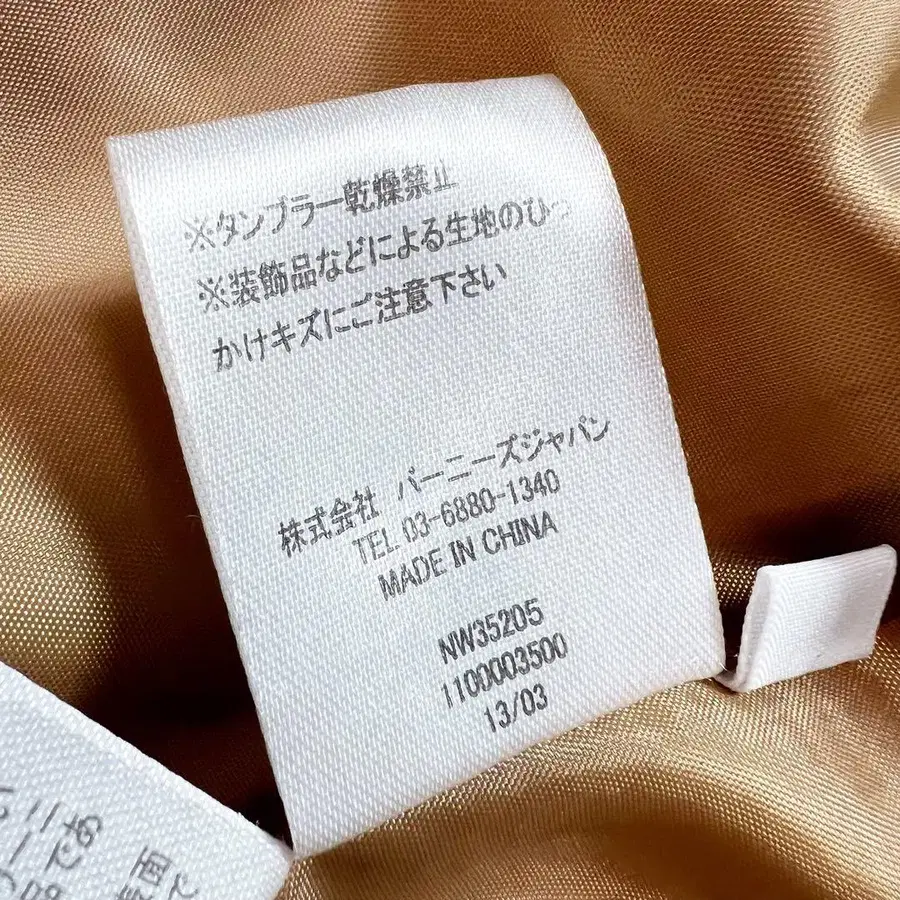 ※タンブラー乾燥禁止
※装飾品などによる生地のひっ
かけキズにご注意下さい
株式会社 バーニーズジャパン
TEL 03-6880-1340
MADE IN CHINA
NW35205
1100003500
13/03